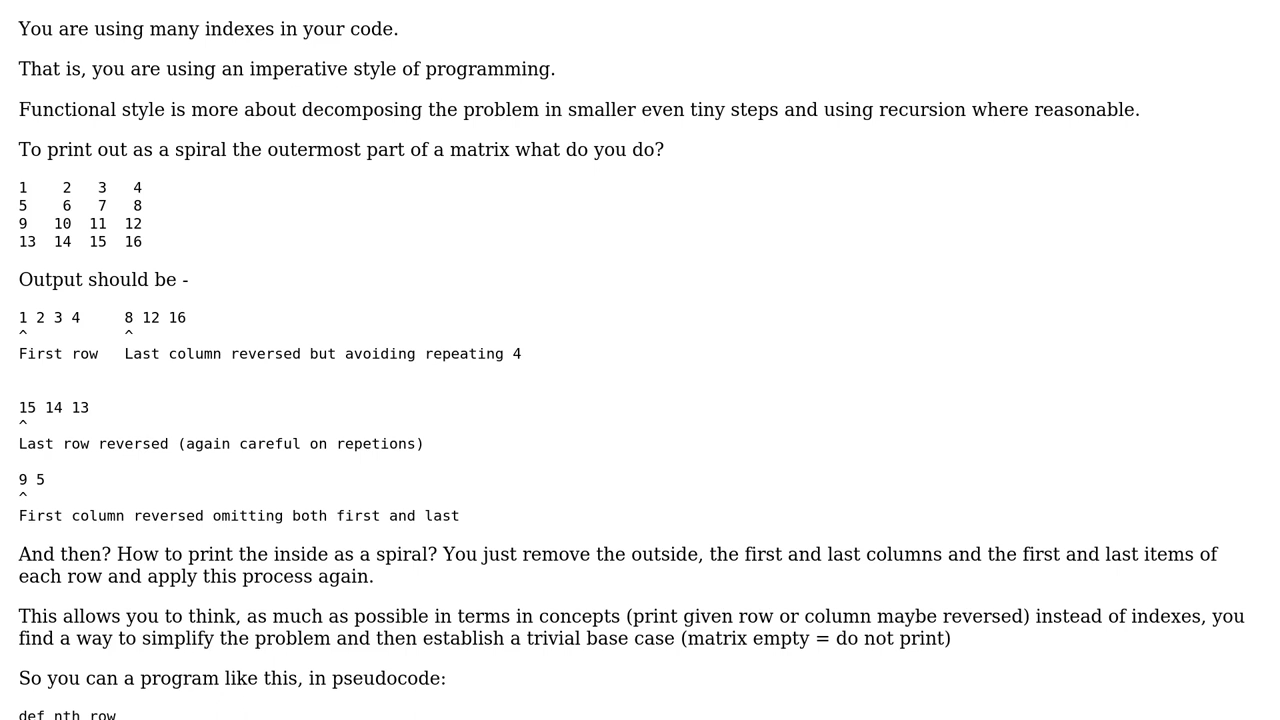 You are using many indexes in your code.
That is, you are using an imperative style of programming.
Functional style is more about decomposing the problem in smaller even tiny steps and using recursion where reasonable.
To print out as a spiral the outermost part of a matrix what do you do?
1    2   3   4
5    6   7   8
9   10  11  12
13  14  15  16
Output should be -
1 2 3 4     8 12 16
^           ^
First row   Last column reversed but avoiding repeating 4
15 14 13
^
Last row reversed (again careful on repetions)
9 5
^
First column reversed omitting both first and last
And then? How to print the inside as a spiral? You just remove the outside, the first and last columns and the first and last items of
each row and apply this process again.
This allows you to think, as much as possible in terms in concepts (print given row or column maybe reversed) instead of indexes, you
find a way to simplify the problem and then establish a trivial base case (matrix empty = do not print)
So you can a program like this, in pseudocode:
def nth_row